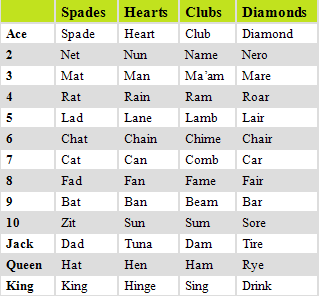 Spades Hearts Clubs Diamonds
Ace Spade Heart Club Diamond
2 Net Nun Name Nero
3 Mat Man Ma'am Mare
4 Rat Rain Ram Roar
5 Lad Lane Lamb Lair
6 Chat Chain Chime Chair
7 Cat Can Comb Car
8 Fad Fan Fame Fair
9 Bat Ban Beam Bar
10 Zit Sun Sum Sore
Jack Dad Tuna Dam Tire
Queen Hat Hen Ham Rye
King King Hinge Sing Drink